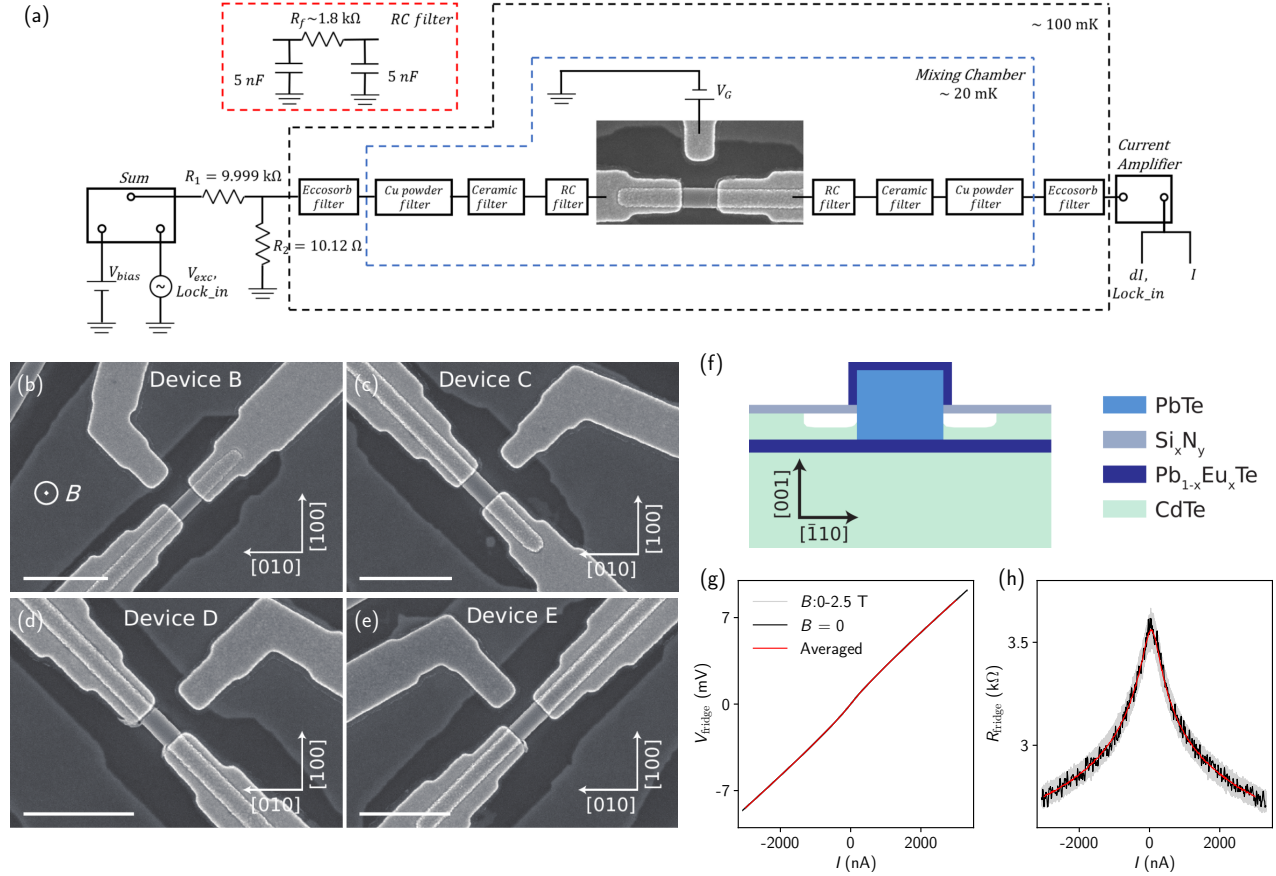 (a)
R_f~1.8 kΩ
RC filter
5 nF
5 nF
~ 100 mK
Mixing Chamber
~ 20 mK
V_G
Sum
R_1 = 9.999 kΩ
Eccosorb filter
Cu powder filter
Ceramic filter
RC filter
RC filter
Ceramic filter
Cu powder filter
Eccosorb filter
Current Amplifier
R_2 = 10.12 Ω
V_bias
V_exc, Lock_in
~
dI, Lock_in
I
(b)
Device B
B
[100]
[010]
(c)
Device C
[100]
[010]
(d)
Device D
[100]
[010]
(e)
Device E
[100]
[010]
(f)
[001]
[1̄10]
PbTe
Si_xN_y
Pb_{1-x}Eu_xTe
CdTe
(g)
B:0-2.5 T
B = 0
Averaged
V_fridge (mV)
7
0
-7
-2000
0
2000
I (nA)
(h)
R_fridge (kΩ)
3.5
3
-2000
0
2000
I (nA)